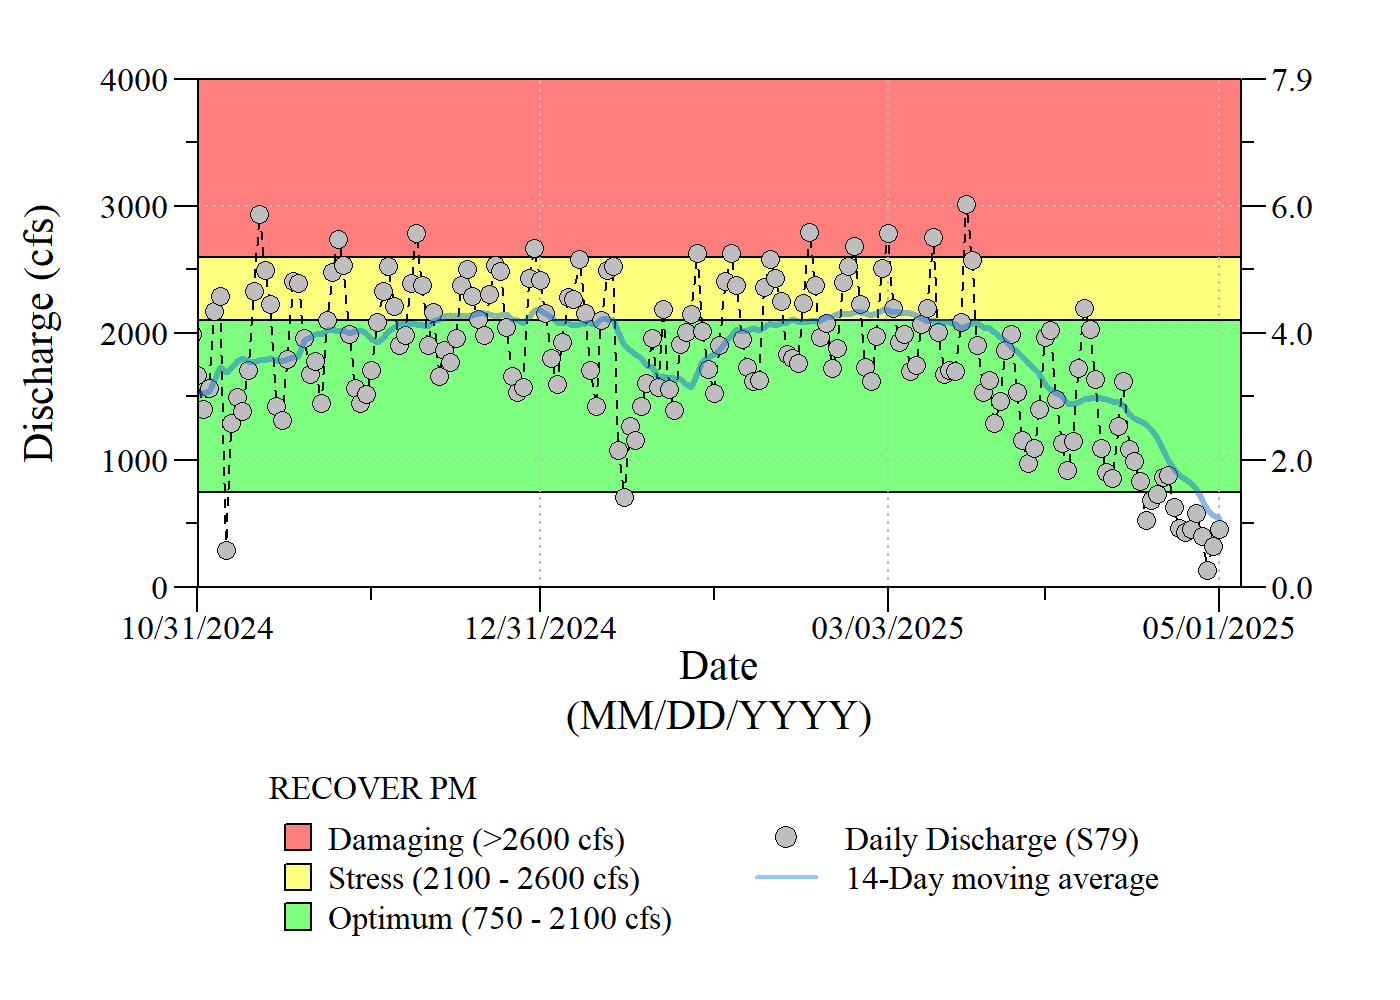 4000
3000
2000
1000
0
7.9
6.0
4.0
2.0
0.0
Discharge (cfs)
10/31/2024 12/31/2024 03/03/2025 05/01/2025
Date
(MM/DD/YYYY)
RECOVER PM
Damaging (>2600 cfs)
Stress (2100 - 2600 cfs)
Optimum (750 - 2100 cfs)
Daily Discharge (S79)
14-Day moving average